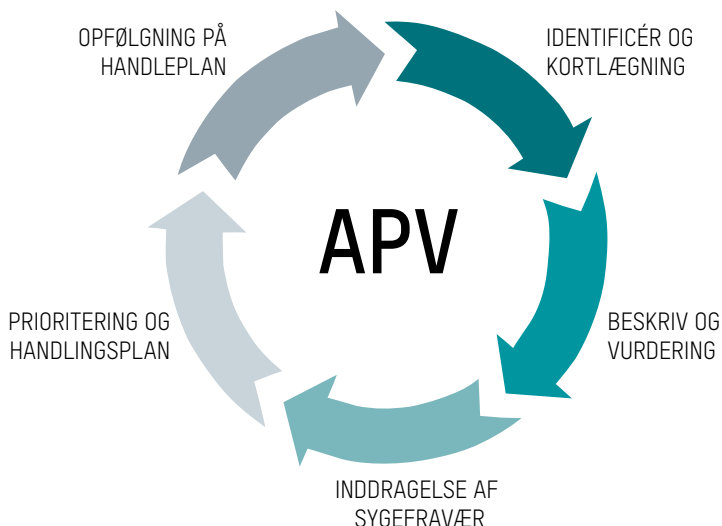 OPFØLGNING PÅ
HANDLEPLAN
IDENTIFICÉR OG
KORTLÆGNING
APV
PRIORITERING OG
HANDLINGSPLAN
BESKRIV OG
VURDERING
INDDRAGELSE AF
SYGEFRAVÆR